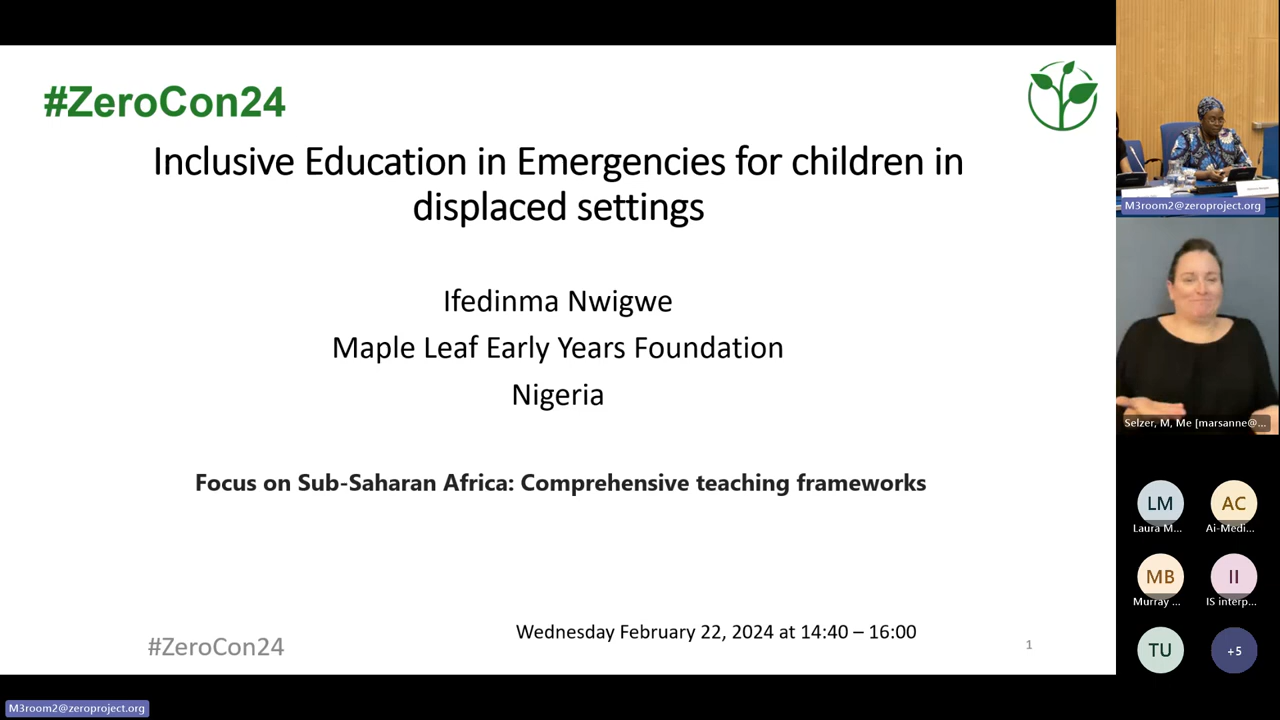 #ZeroCon24
Inclusive Education in Emergencies for children in
displaced settings
Ifedinma Nwigwe
Maple Leaf Early Years Foundation
Nigeria
Focus on Sub-Saharan Africa: Comprehensive teaching frameworks
#ZeroCon24
Wednesday February 22, 2024 at 14:40 – 16:00
1
M3room2@zeroproject.org
M3room2@zeroproject.org
Selzer, M, Me [marsanne@...
LM
AC
Laura M...
Ai-Medi...
MB
II
Murray ...
IS interp...
TU
+5